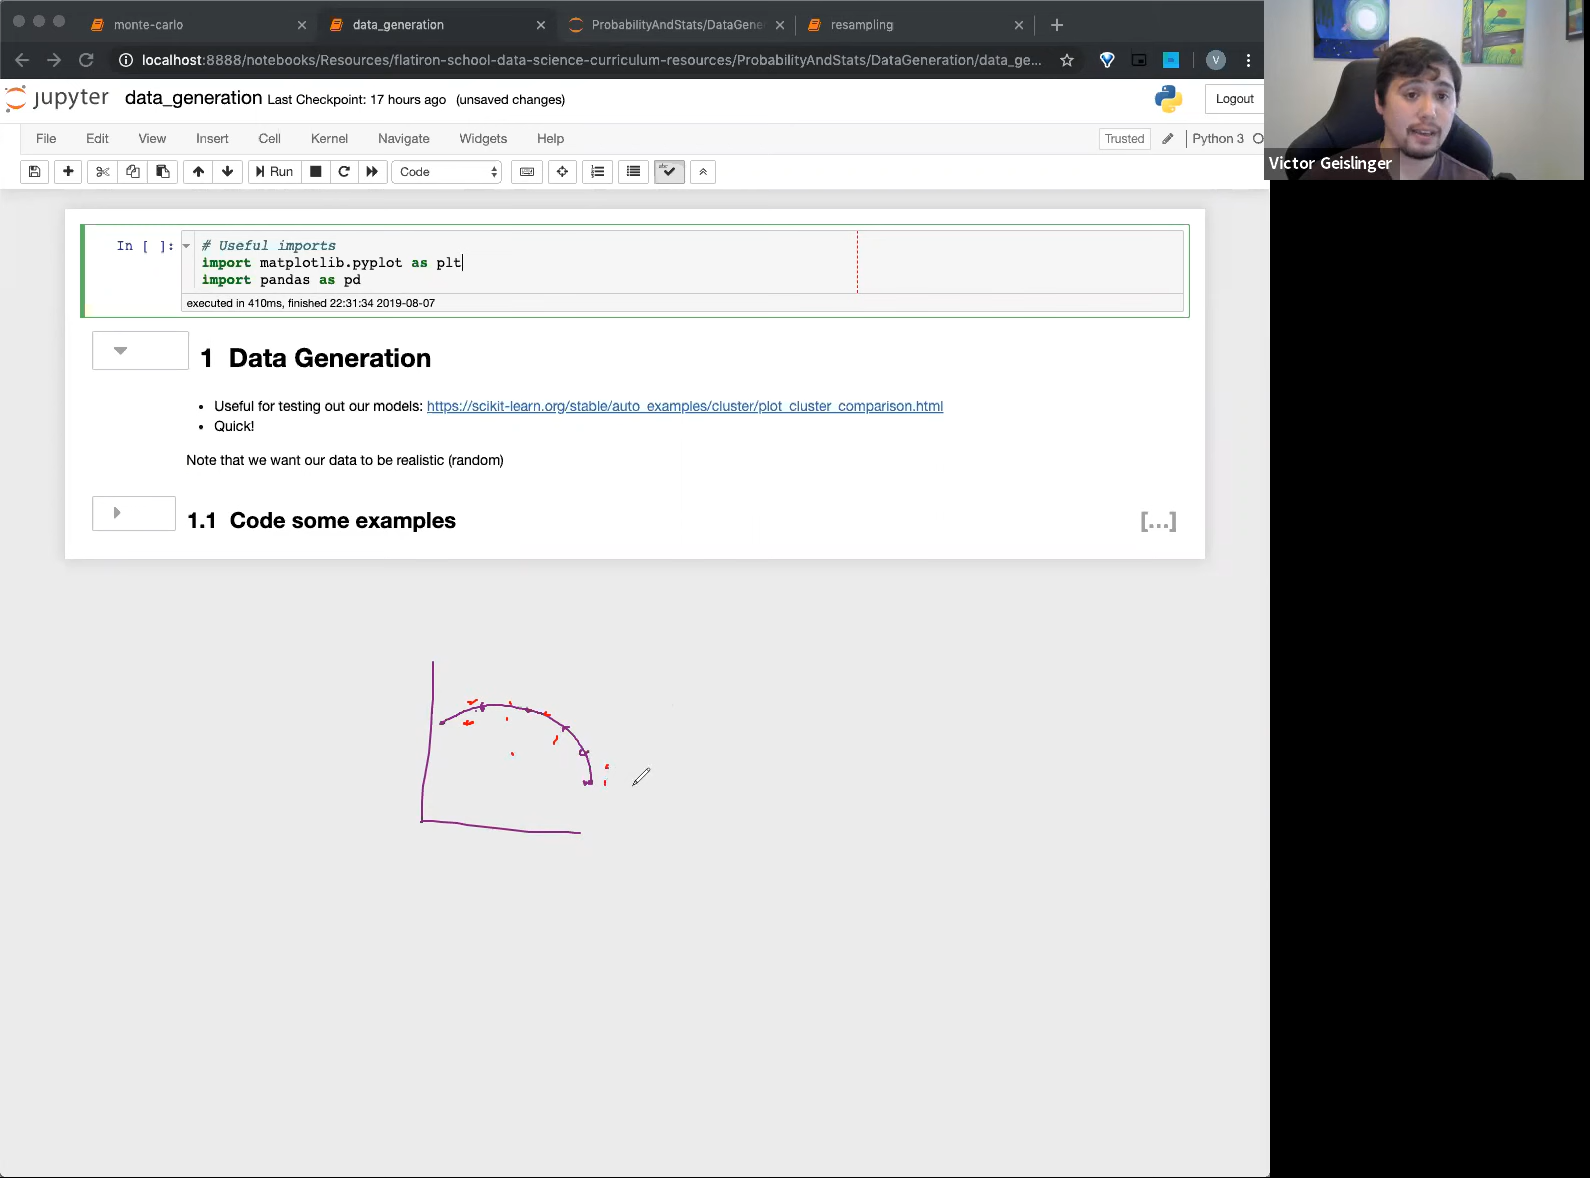 monte-carlo
data_generation
ProbabilityAndStats/DataGene
resampling
localhost:8888/notebooks/Resources/flatiron-school-data-science-curriculum-resources/ProbabilityAndStats/DataGeneration/data_ge...
V
jupyter data_generation Last Checkpoint: 17 hours ago (unsaved changes)
Logout
File Edit View Insert Cell Kernel Navigate Widgets Help
Trusted Python 3
Run Code
Victor Geislinger
In [ ]: # Useful imports
import matplotlib.pyplot as plt
import pandas as pd
executed in 410ms, finished 22:31:34 2019-08-07
1 Data Generation
• Useful for testing out our models: https://scikit-learn.org/stable/auto_examples/cluster/plot_cluster_comparison.html
• Quick!
Note that we want our data to be realistic (random)
1.1 Code some examples
[...]